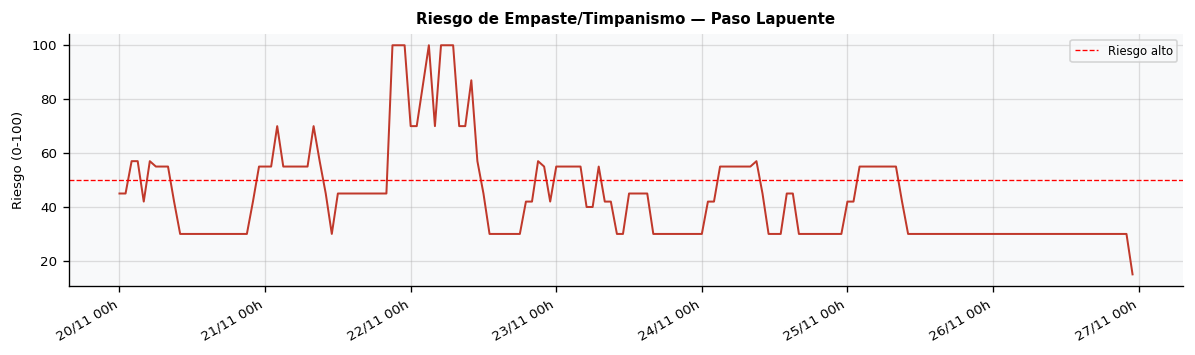 Riesgo de Empaste/Timpanismo — Paso Lapuente
Riesgo alto
Riesgo (0-100)
100
80
60
40
20
20/11 00h
21/11 00h
22/11 00h
23/11 00h
24/11 00h
25/11 00h
26/11 00h
27/11 00h